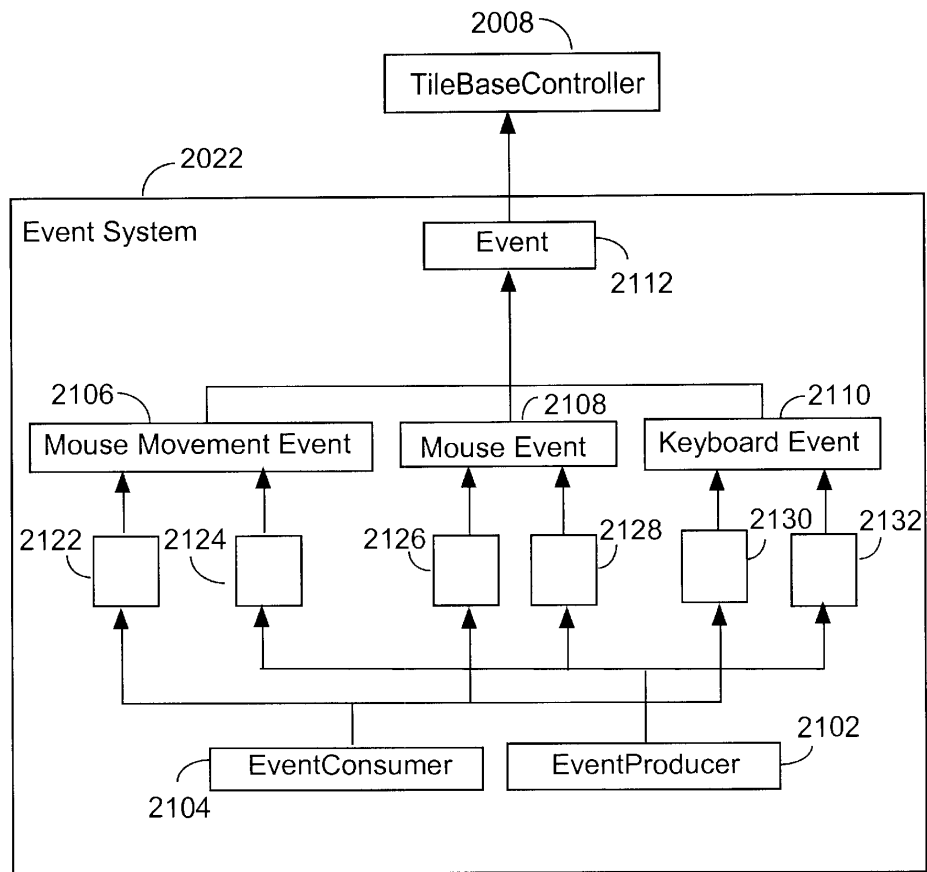 2008
TileBaseController
2022
Event System
Event
2112
2106
2108
2110
Mouse Movement Event
Mouse Event
Keyboard Event
2122
2124
2126
2128
2130
2132
EventConsumer
EventProducer
2102
2104